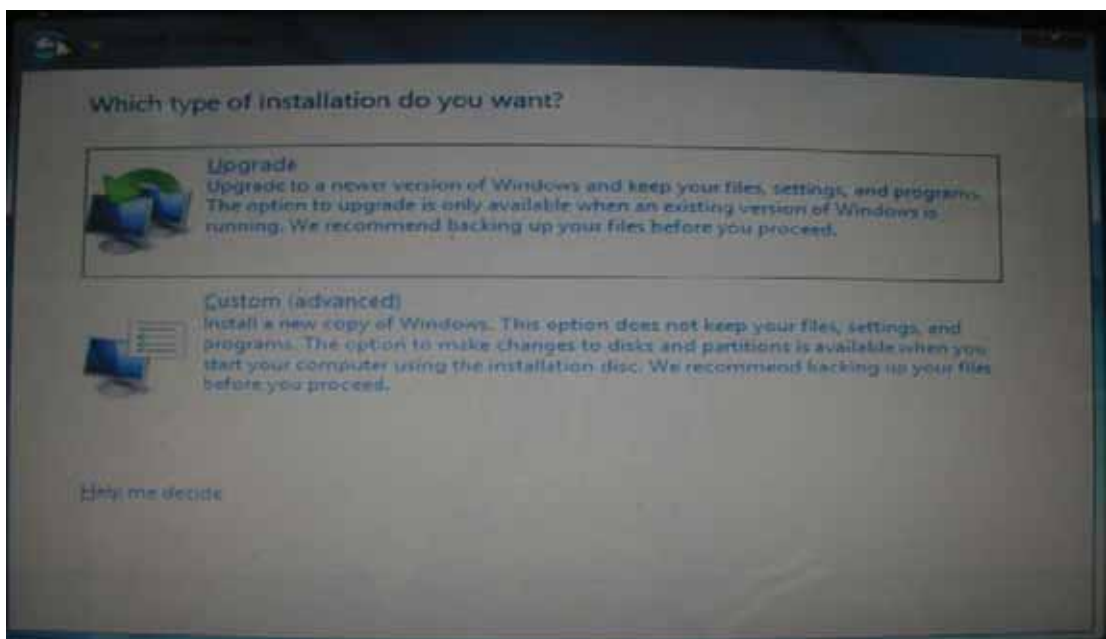 Which type of installation do you want?
Upgrade
Upgrade to a newer version of Windows and keep your files, settings, and programs.
The option to upgrade is only available when an existing version of Windows is
running. We recommend backing up your files before you proceed.
Custom (advanced)
Install a new copy of Windows. This option does not keep your files, settings, and
programs. The option to make changes to disks and partitions is available when you
start your computer using the installation disc. We recommend backing up your files
before you proceed.
Help me decide